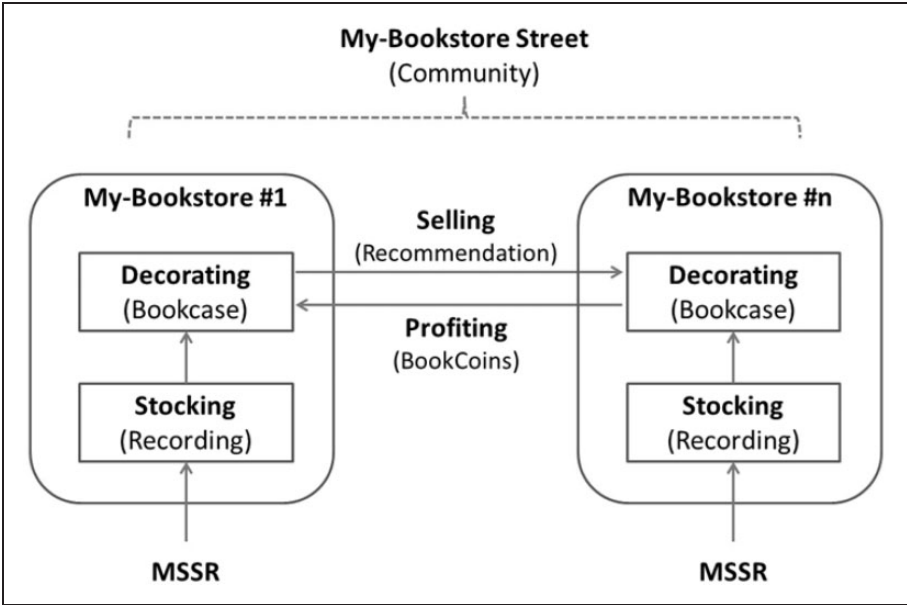 My-Bookstore Street
(Community)
My-Bookstore #1
My-Bookstore #n
Selling
(Recommendation)
Decorating
(Bookcase)
Decorating
(Bookcase)
Profiting
(BookCoins)
Stocking
(Recording)
Stocking
(Recording)
MSSR
MSSR